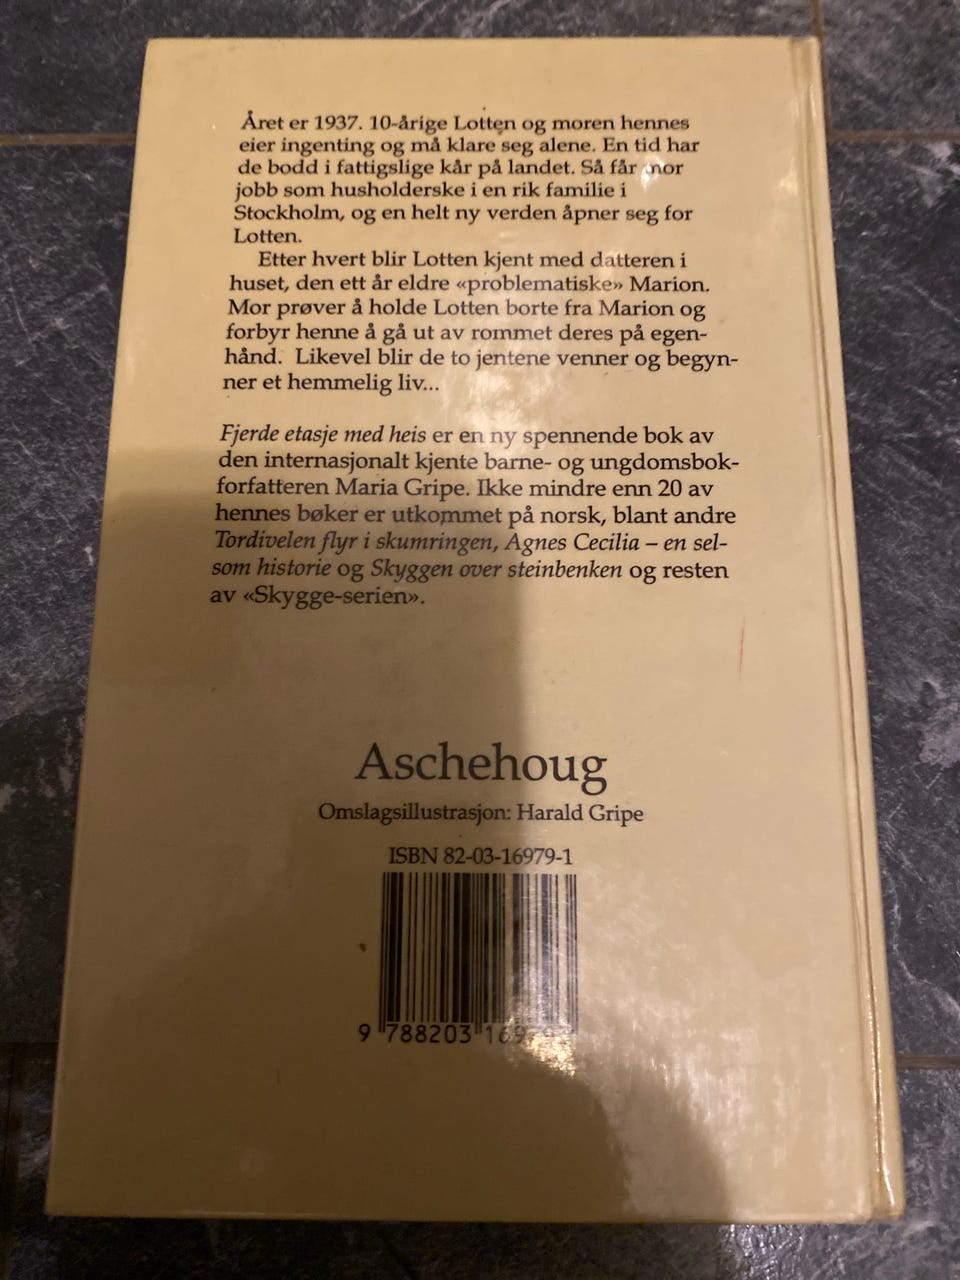 Året er 1937. 10-årige Lotten og moren hennes
eier ingenting og må klare seg alene. En tid har
de bodd i fattigslige kår på landet. Så får mor
jobb som husholderske i en rik familie i
Stockholm, og en helt ny verden åpner seg for
Lotten.
Etter hvert blir Lotten kjent med datteren i
huset, den ett år eldre «problematiske» Marion.
Mor prøver å holde Lotten borte fra Marion og
forbyr henne å gå ut av rommet deres på egen-
hånd. Likevel blir de to jentene venner og begyn-
ner et hemmelig liv...
Fjerde etasje med heis er en ny spennende bok av
den internasjonalt kjente barne- og ungdomsbok-
forfatteren Maria Gripe. Ikke mindre enn 20 av
hennes bøker er utkommet på norsk, blant andre
Tordivelen flyr i skumringen, Agnes Cecilia – en sel-
som historie og Skyggen over steinbenken og resten
av «Skygge-serien».
Aschehoug
Omslagsillustrasjon: Harald Gripe
ISBN 82-03-16979-1
9 788203